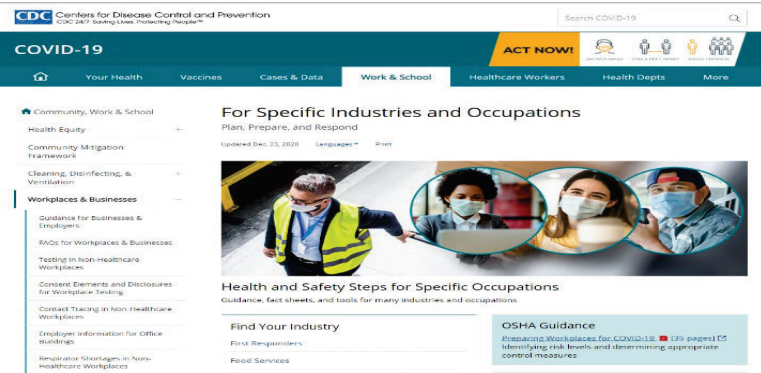 CDC Centers for Disease Control and Prevention
CDC 24/7: Saving Lives, Protecting People™
Search COVID-19
COVID-19
ACT NOW!
Your Health
Vaccines
Cases & Data
Work & School
Healthcare Workers
Health Depts
More
Community, Work & School
Health Equity
Community Mitigation
Framework
Cleaning, Disinfecting, &
Ventilation
Workplaces & Businesses
Guidance for Businesses &
Employers
FAQs for Workplaces & Businesses
Testing in Non-Healthcare
Workplaces
Consent Elements and Disclosures
for Workplace Testing
Contact Tracing in Non-Healthcare
Workplaces
Employer Information for Office
Buildings
Respirator Shortages in Non-
Healthcare Workplaces
For Specific Industries and Occupations
Plan, Prepare, and Respond
Updated Dec. 23, 2020
Languages
Print
Health and Safety Steps for Specific Occupations
Guidance, fact sheets, and tools for many industries and occupations
Find Your Industry
First Responders
Food Services
OSHA Guidance
Preparing Workplaces for COVID-19 [35 pages]
Identifying risk levels and determining appropriate
control measures